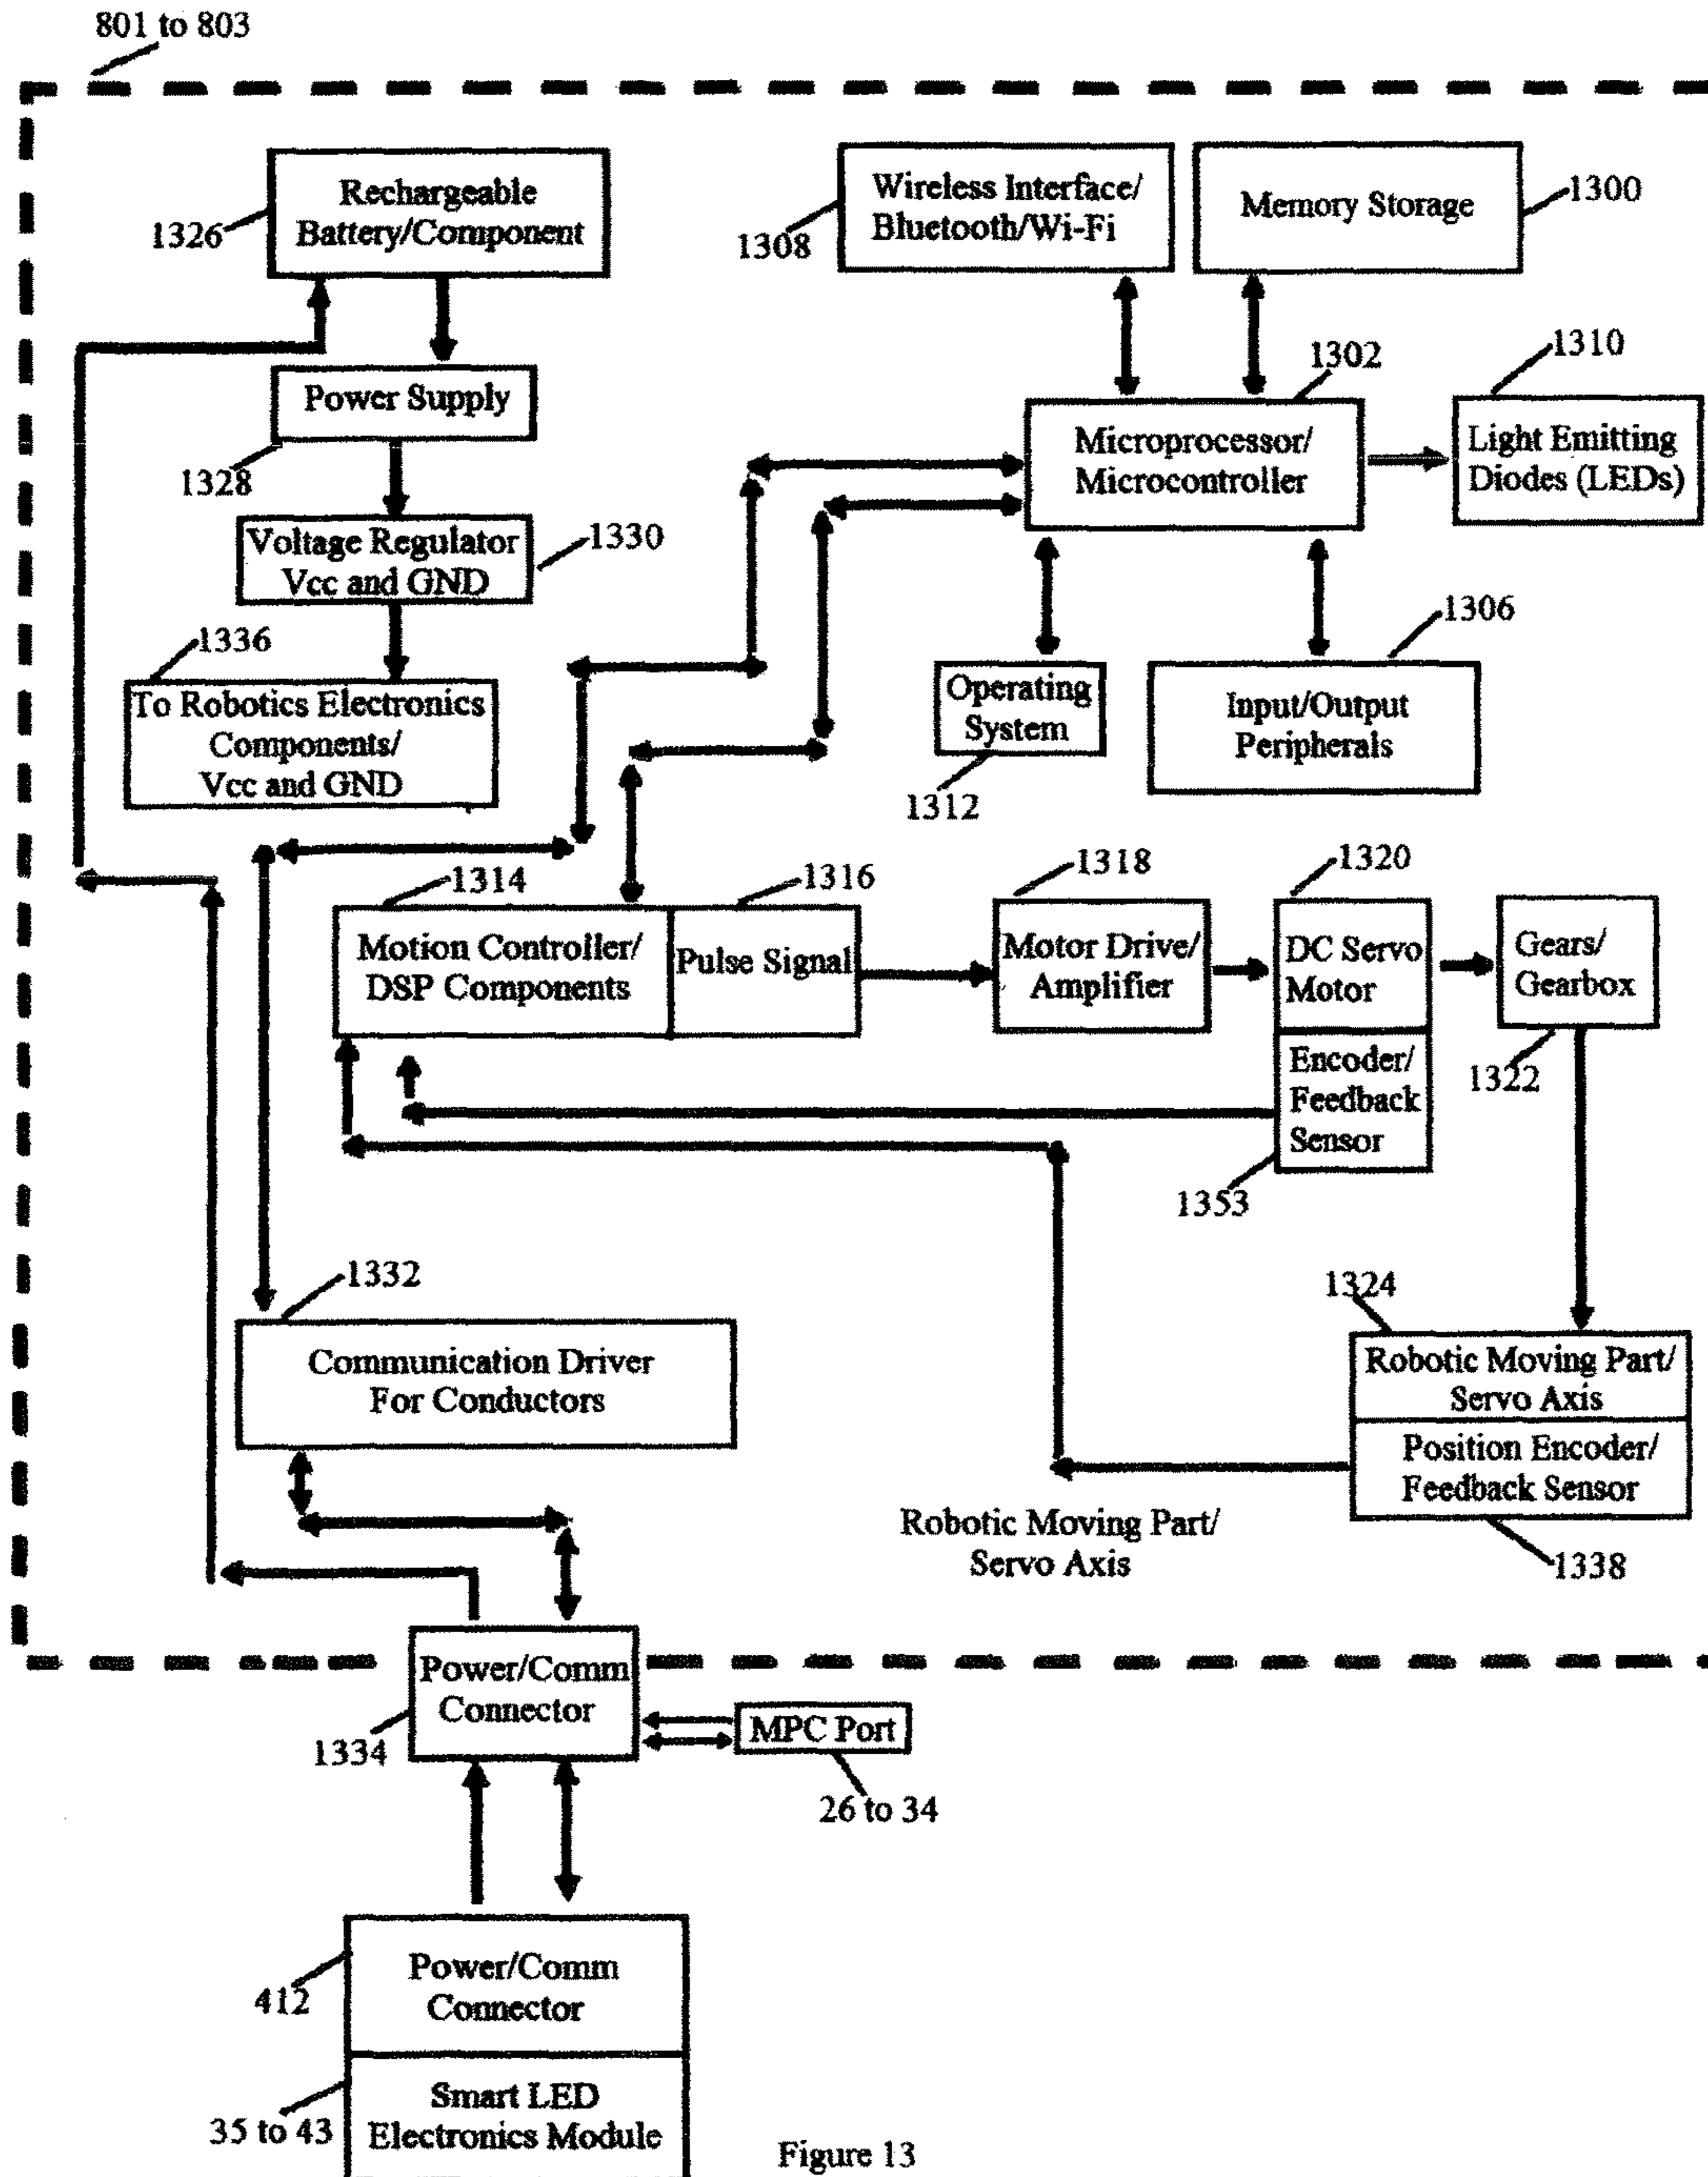 801 to 803
Rechargeable
Battery/Component
1326
Wireless Interface/
Bluetooth/Wi-Fi
1308
Memory Storage
1300
Power Supply
1328
1302
Microprocessor/
Microcontroller
1310
Light Emitting
Diodes (LEDs)
Voltage Regulator
Vcc and GND
1330
1336
To Robotics Electronics
Components/
Vcc and GND
Operating
System
1312
1306
Input/Output
Peripherals
1314
Motion Controller/
DSP Components
1316
Pulse Signal
1318
Motor Drive/
Amplifier
1320
DC Servo
Motor
Gears/
Gearbox
1322
Encoder/
Feedback
Sensor
1353
1332
Communication Driver
For Conductors
1324
Robotic Moving Part/
Servo Axis
Position Encoder/
Feedback Sensor
1338
Robotic Moving Part/
Servo Axis
Power/Comm
Connector
1334
MPC Port
26 to 34
Power/Comm
Connector
412
Smart LED
Electronics Module
35 to 43
Figure 13